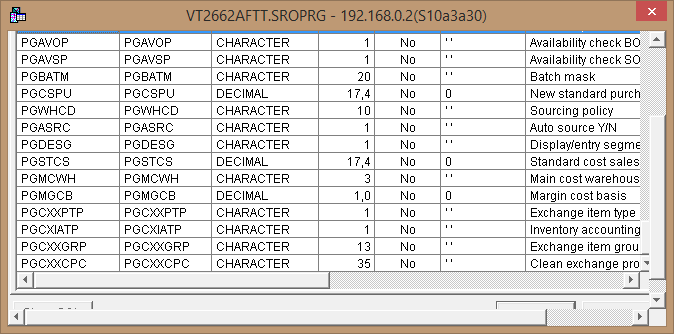 VT2662AFTT.SROPRG - 192.168.0.2(S10a3a30)
PGAVOP PGAVOP CHARACTER 1 No ' ' Availability check BO
PGAVSP PGAVSP CHARACTER 1 No ' ' Availability check SO
PGBATM PGBATM CHARACTER 20 No ' ' Batch mask
PGCSPU PGCSPU DECIMAL 17,4 No 0 New standard purch
PGWHCD PGWHCD CHARACTER 10 No ' ' Sourcing policy
PGASRC PGASRC CHARACTER 1 No ' ' Auto source Y/N
PGDESG PGDESG CHARACTER 1 No ' ' Display/entry segme
PGSTCS PGSTCS DECIMAL 17,4 No 0 Standard cost sales
PGMCWH PGMCWH CHARACTER 3 No ' ' Main cost warehous
PGMGCB PGMGCB DECIMAL 1,0 No 0 Margin cost basis
PGCXXPTP PGCXXPTP CHARACTER 1 No ' ' Exchange item type
PGCXIATP PGCXIATP CHARACTER 1 No ' ' Inventory accounting
PGCXXGRP PGCXXGRP CHARACTER 13 No ' ' Exchange item grou
PGCXXCPC PGCXXCPC CHARACTER 35 No ' ' Clean exchange pro